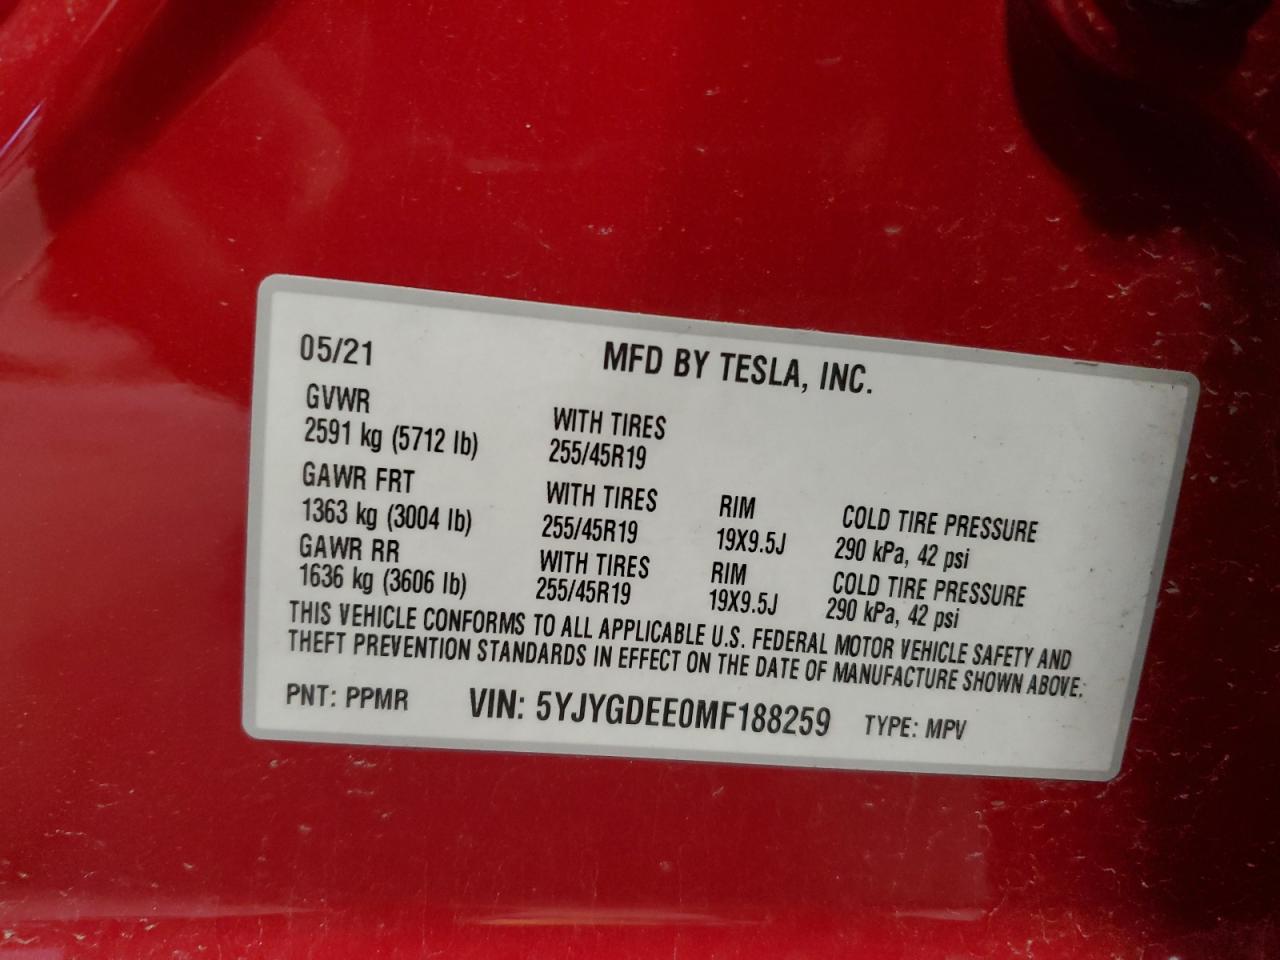 05/21 MFD BY TESLA, INC.
GVWR WITH TIRES
2591 kg (5712 lb) 255/45R19
GAWR FRT WITH TIRES RIM COLD TIRE PRESSURE
1363 kg (3004 lb) 255/45R19 19X9.5J 290 kPa, 42 psi
GAWR RR WITH TIRES RIM COLD TIRE PRESSURE
1636 kg (3606 lb) 255/45R19 19X9.5J 290 kPa, 42 psi
THIS VEHICLE CONFORMS TO ALL APPLICABLE U.S. FEDERAL MOTOR VEHICLE SAFETY AND
THEFT PREVENTION STANDARDS IN EFFECT ON THE DATE OF MANUFACTURE SHOWN ABOVE:
PNT: PPMR VIN: 5YJYGDEE0MF188259 TYPE: MPV